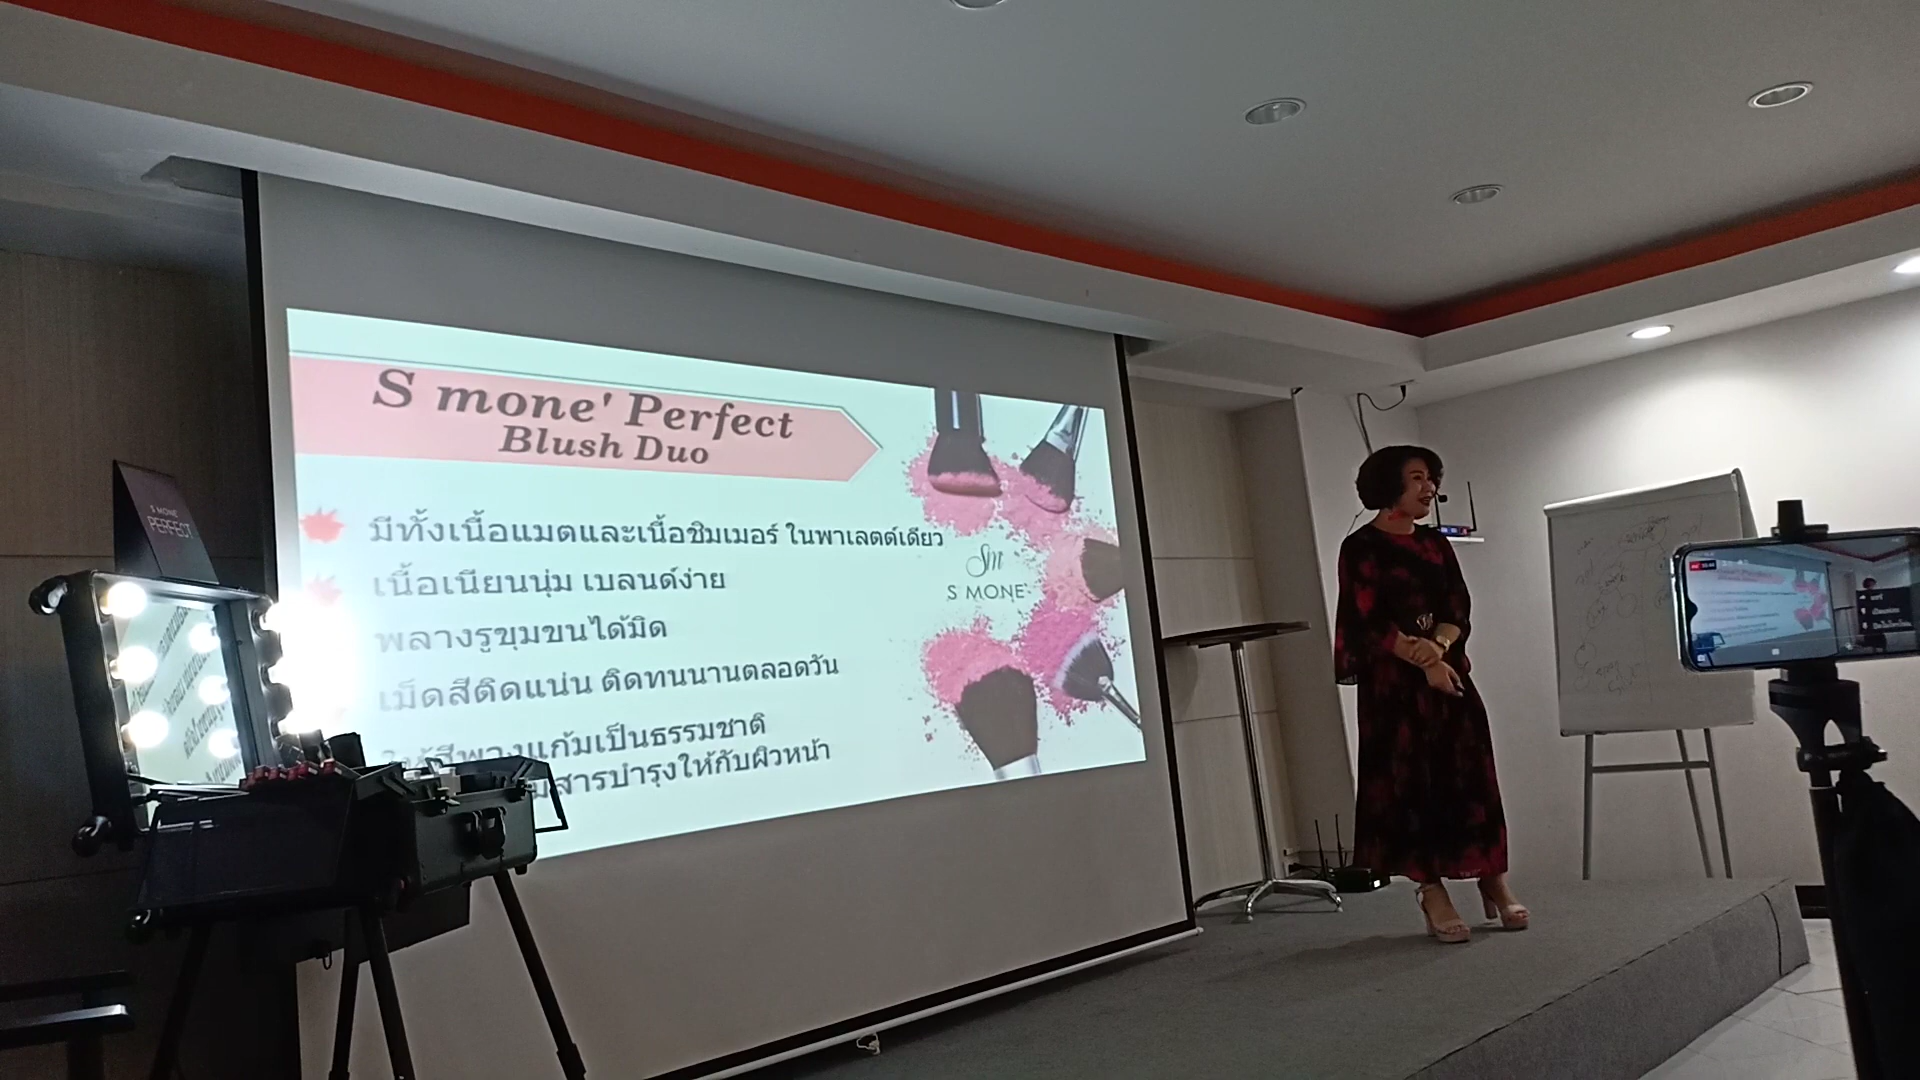 S mone' Perfect
Blush Duo
มีทั้งเนื้อแมตและเนื้อชิมเมอร์ ในพาเลตต์เดียว
เนื้อเนียนนุ่ม เบลนด์ง่าย
พลางรูขุมขนได้มิด
เม็ดสีติดแน่น ติดทนนานตลอดวัน
สีพวงแก้มเป็นธรรมชาติ
สารบำรุงให้กับผิวหน้า
Sm
S MONE'
S MONE'
PERFECT